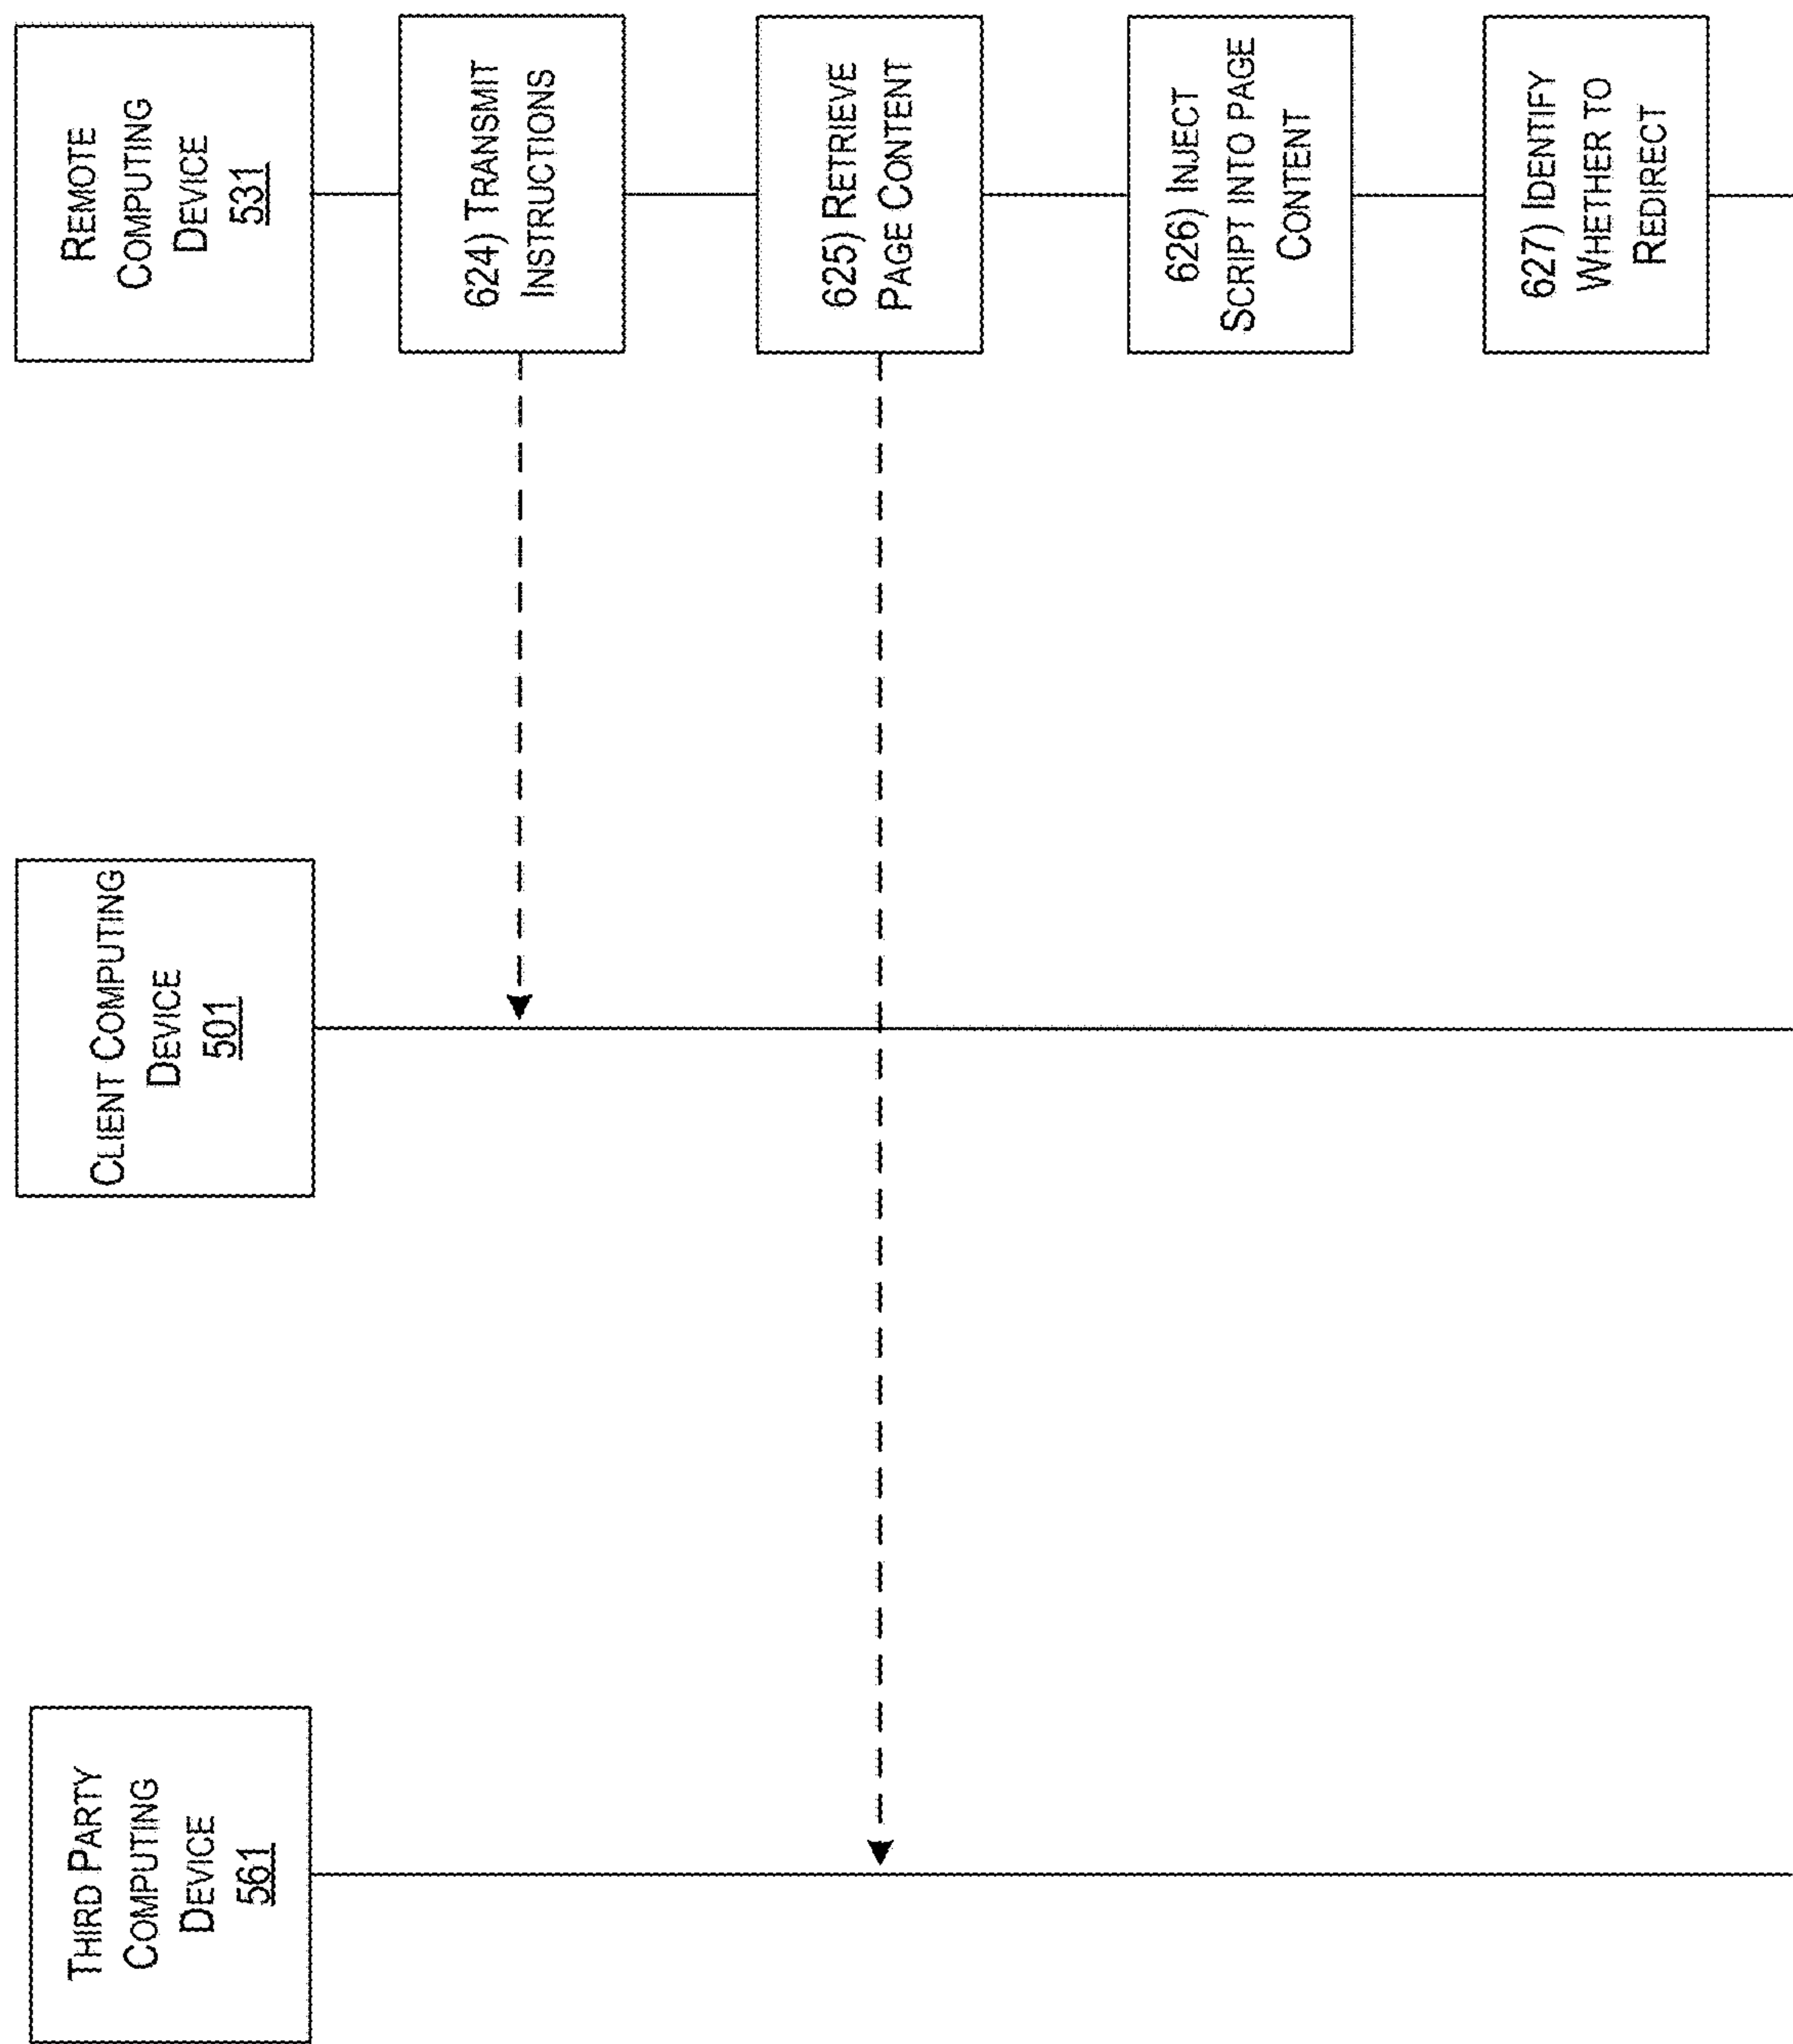 THIRD PARTY
COMPUTING
DEVICE
561
CLIENT COMPUTING
DEVICE
501
REMOTE
COMPUTING
DEVICE
531
624) TRANSMIT
INSTRUCTIONS
625) RETRIEVE
PAGE CONTENT
626) INJECT
SCRIPT INTO PAGE
CONTENT
627) IDENTIFY
WHETHER TO
REDIRECT